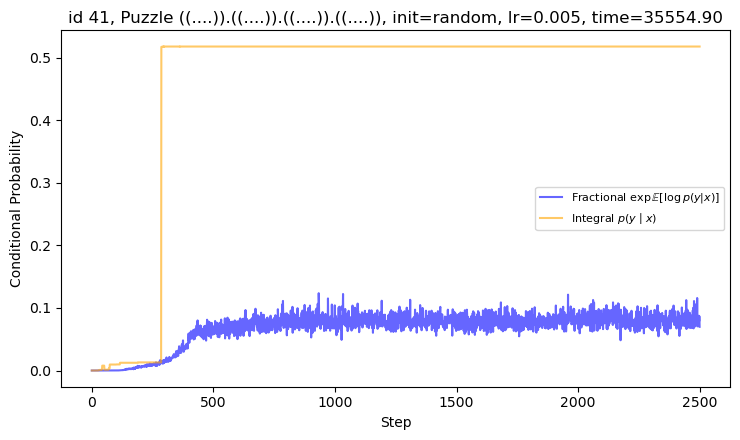 id 41, Puzzle ((....)).((....)).((....)).((....)), init=random, lr=0.005, time=35554.90
Conditional Probability
0.5
0.4
0.3
0.2
0.1
0.0
Fractional exp𝔼[log p(y|x)]
Integral p(y | x)
0
500
1000
1500
2000
2500
Step